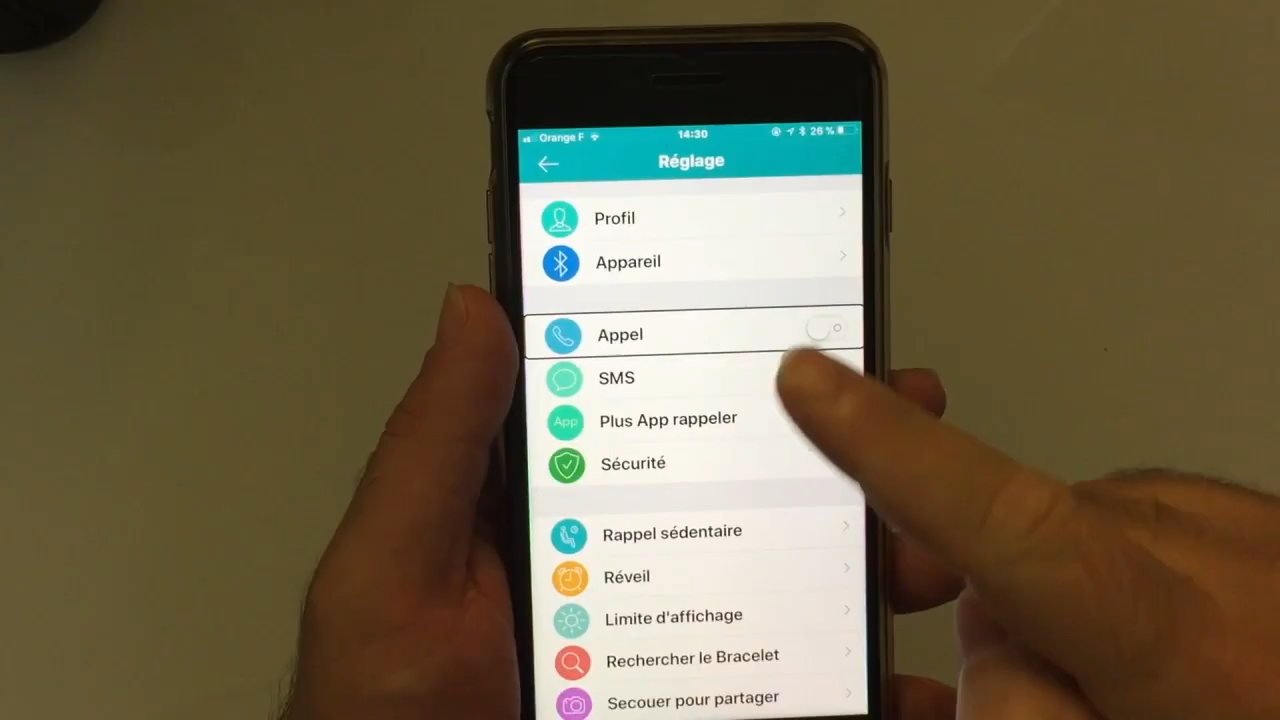 Orange F 14:30 26 %
Réglage
Profil
Appareil
Appel
SMS
App Plus App rappeler
Sécurité
Rappel sédentaire
Réveil
Limite d'affichage
Rechercher le Bracelet
Secouer pour partager